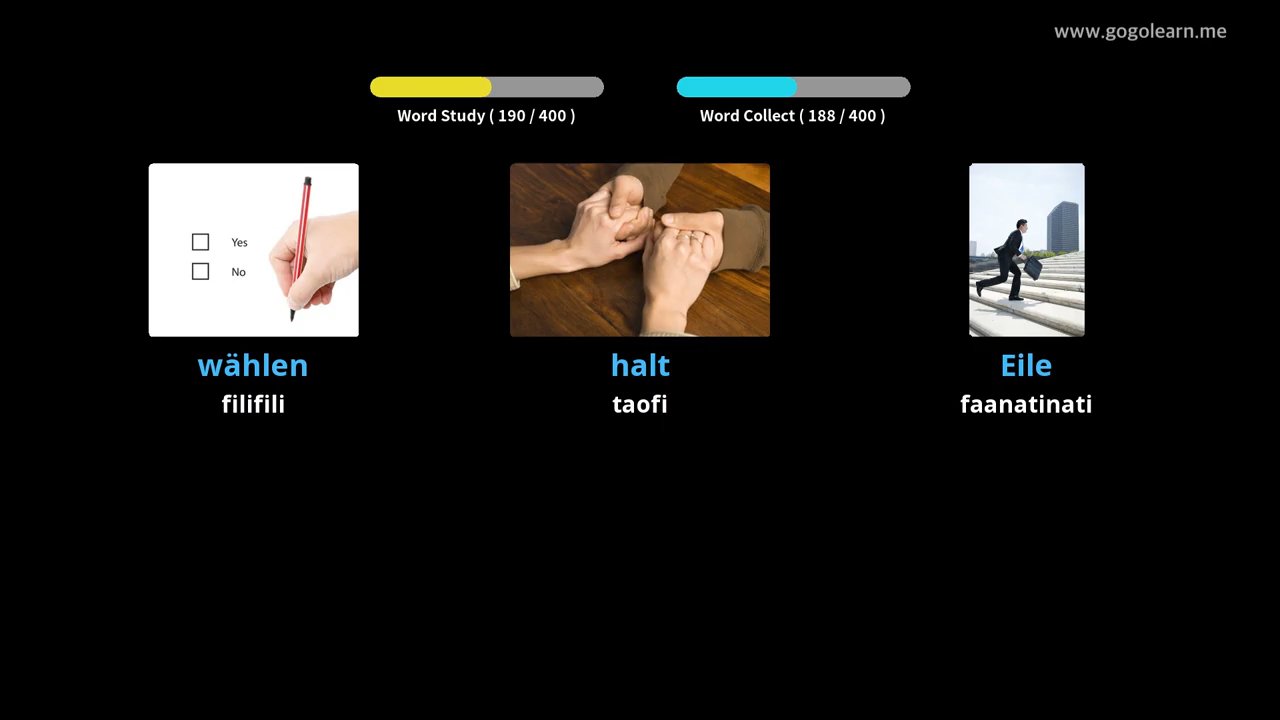 www.gogolearn.me
Word Study ( 190 / 400 )
Word Collect ( 188 / 400 )
Yes
No
wählen
halt
Eile
filifili
taofi
faanatinati